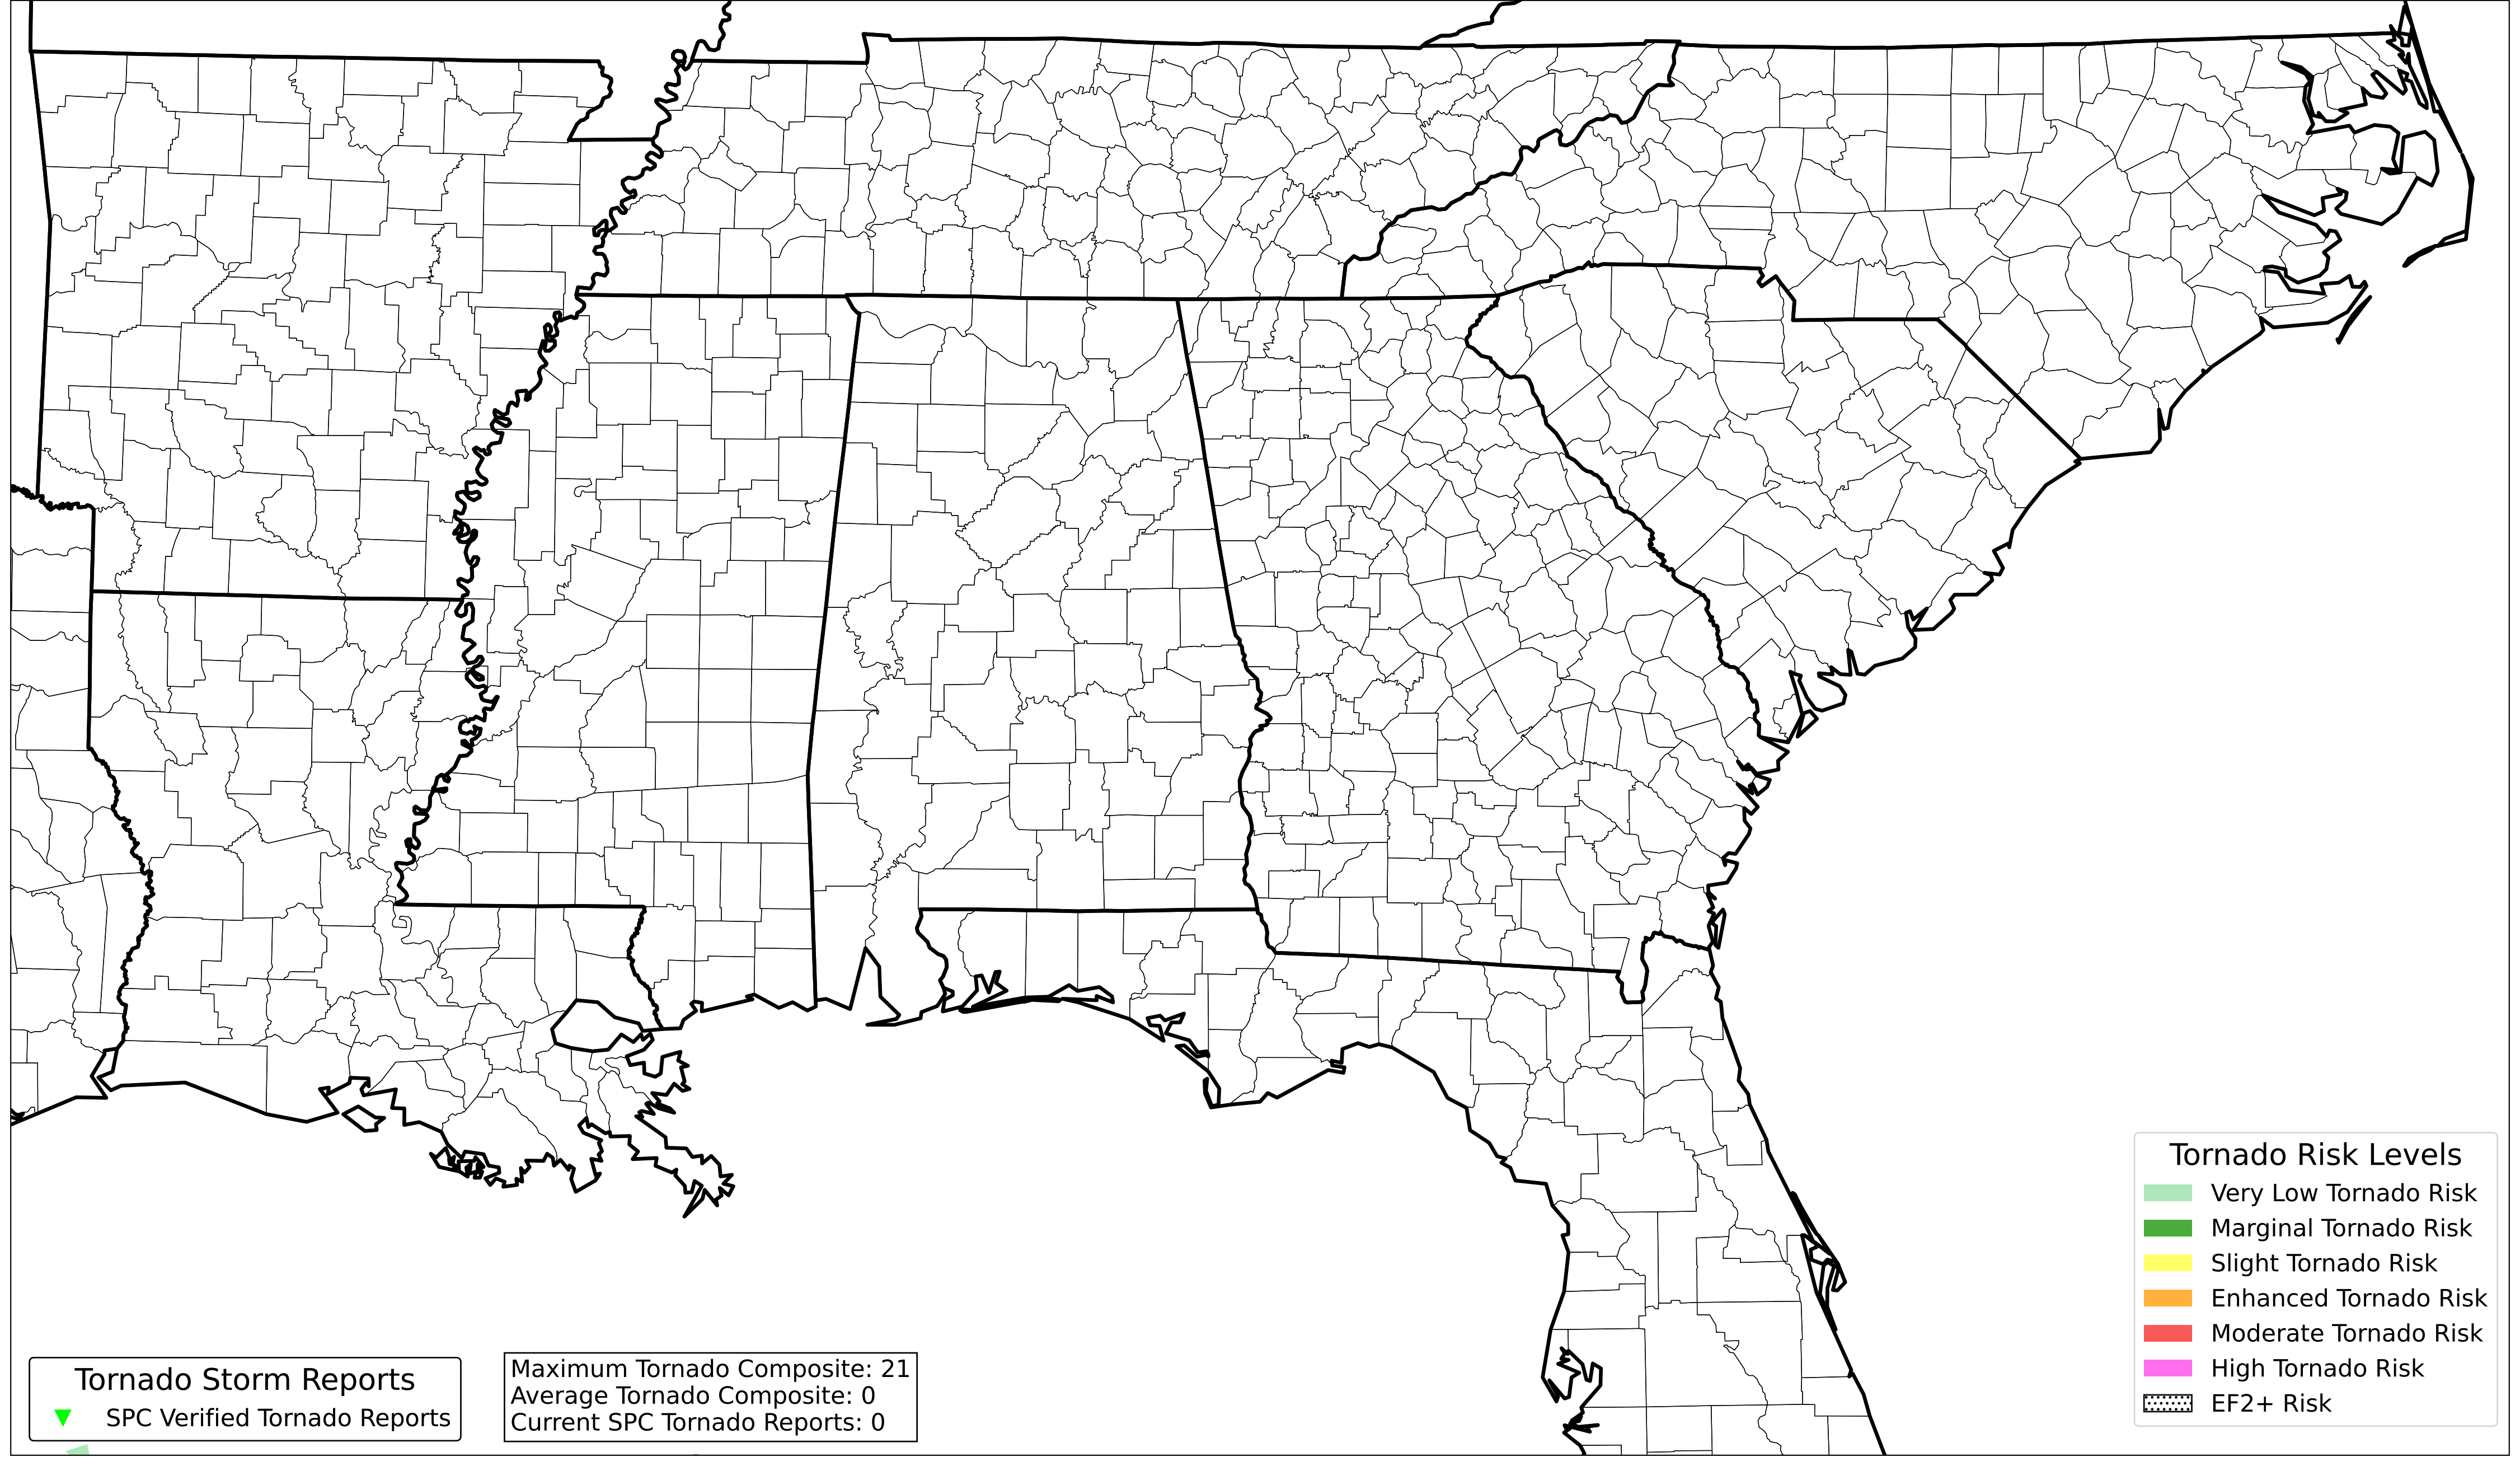 Tornado Storm Reports
SPC Verified Tornado Reports
Maximum Tornado Composite: 21
Average Tornado Composite: 0
Current SPC Tornado Reports: 0
Tornado Risk Levels
Very Low Tornado Risk
Marginal Tornado Risk
Slight Tornado Risk
Enhanced Tornado Risk
Moderate Tornado Risk
High Tornado Risk
EF2+ Risk